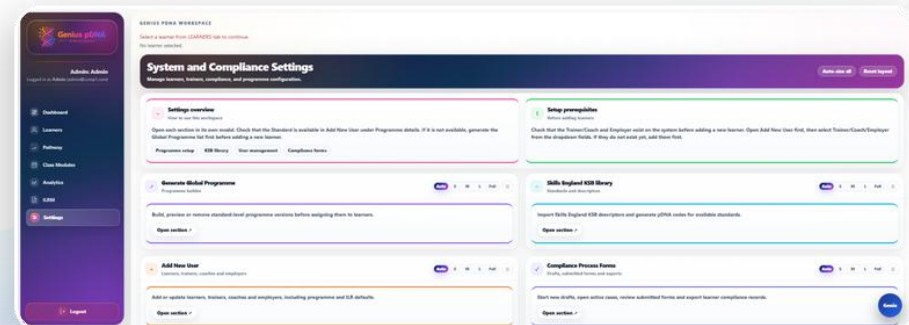 Genius pDNA
Admin: Admin
Dashboard
Learners
Pathway
Class Modules
Analytics
Settings
Logout
GENIUS PDNA WORKSPACE
Select a learner from LEARNERS tab to continue.
No learner selected.
System and Compliance Settings
Manage learners, trainers, compliance, and programme configuration.
Auto-size all
Reset layout
Settings overview
How to use this workspace
Open each section in its own modal. Check that the Standard is available in Add New User under Programme details. If it is not available, generate the
Global Programme Set first before adding a new learner.
Programme setup
KSB library
User management
Compliance forms
Setup prerequisites
Before adding learners
Check that the Trainer/Coach and Employer exist on the system before adding a new learner. Open Add New User first, then select Trainer/Coach/Employer
from the dropdown fields. If they do not exist yet, add them first.
Generate Global Programme
Programme builder
Auto S M L Full
Build, preview or remove standard-level programme versions before assigning them to learners.
Open section ↗
Skills England KSB library
Standards and descriptors
Auto S M L Full
Import Skills England KSB descriptors and generate pDNA codes for available standards.
Open section ↗
Add New User
Learners, trainers, coaches and employers
Auto S M L Full
Add or update learners, trainers, coaches and employers, including programme and ILR defaults.
Open section ↗
Compliance Process Forms
Drafts, submitted forms and exports
Auto S M L Full
Start new drafts, open active cases, review submitted forms and export learner compliance records.
Open section ↗
Genie